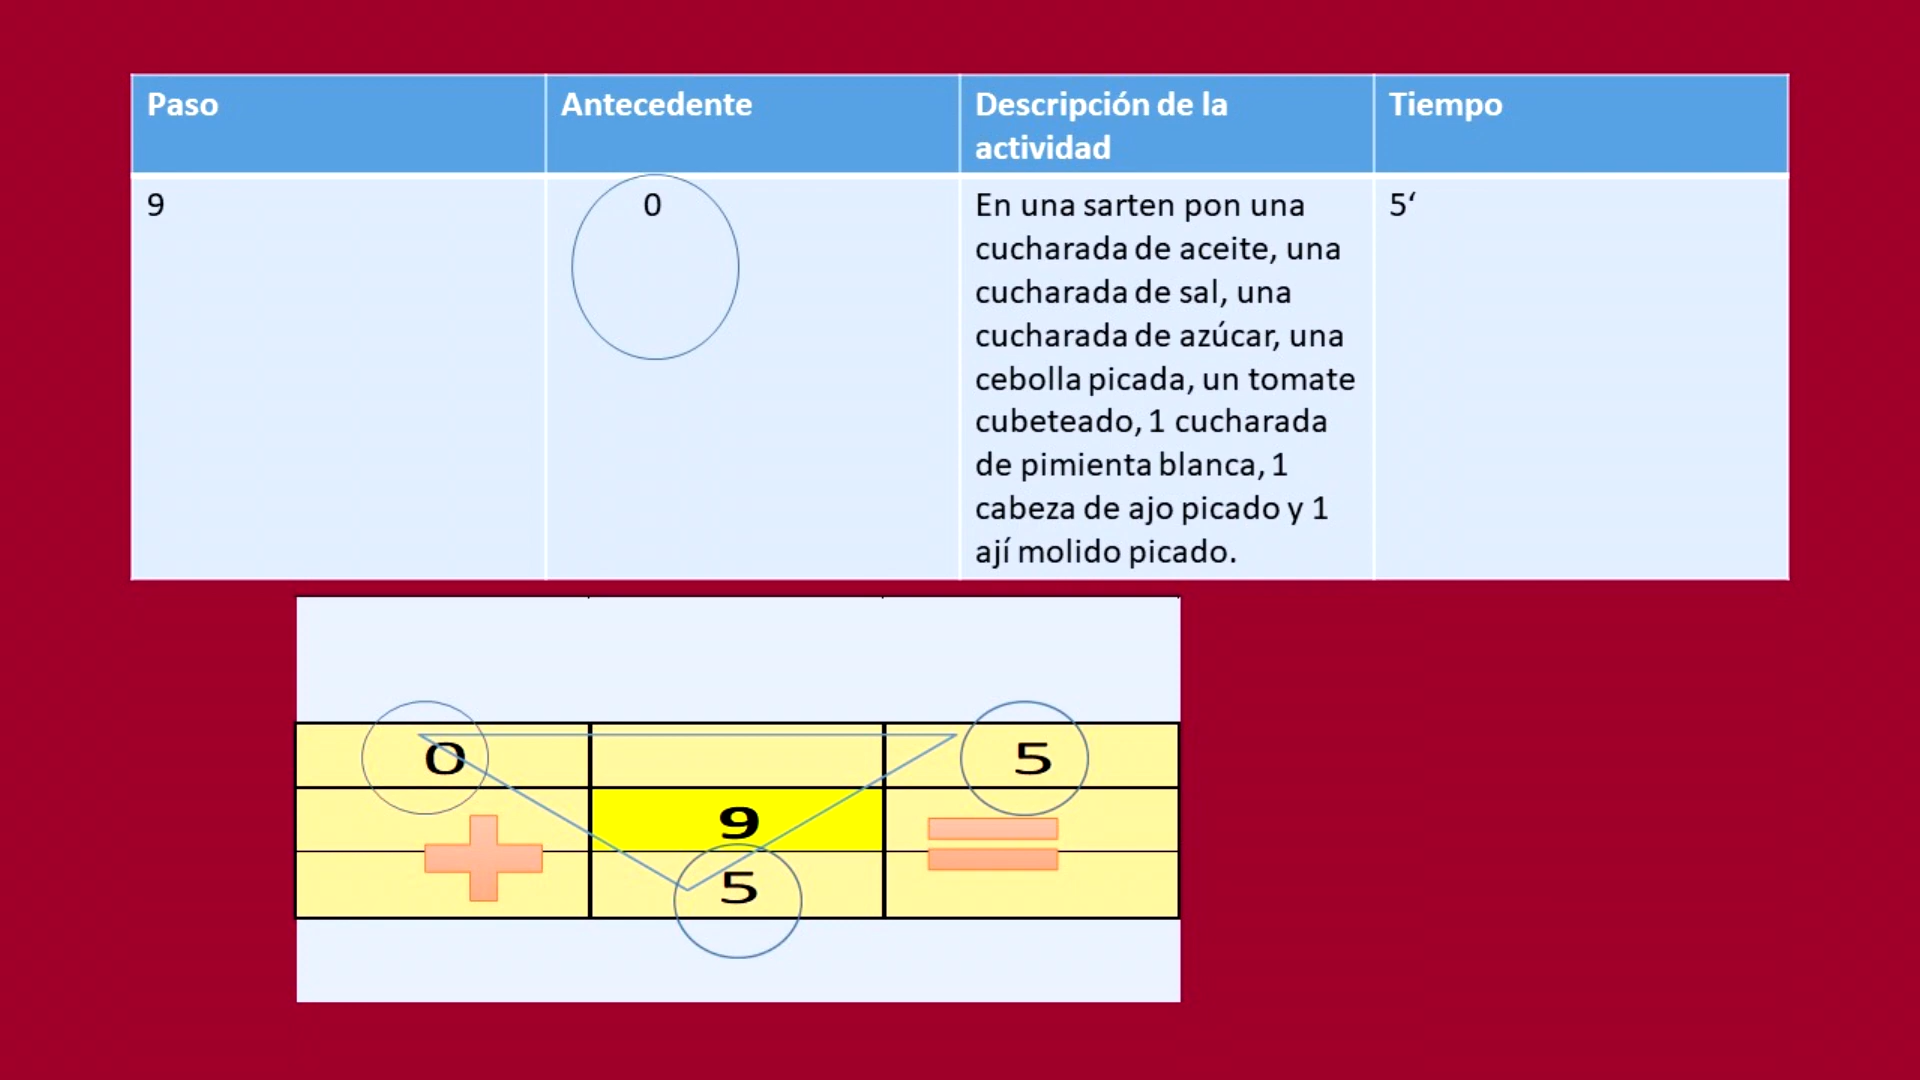 Paso
Antecedente
Descripción de la
actividad
Tiempo
9
0
En una sarten pon una
cucharada de aceite, una
cucharada de sal, una
cucharada de azúcar, una
cebolla picada, un tomate
cubeteado, 1 cucharada
de pimienta blanca, 1
cabeza de ajo picado y 1
ají molido picado.
5‘
0
5
9
5